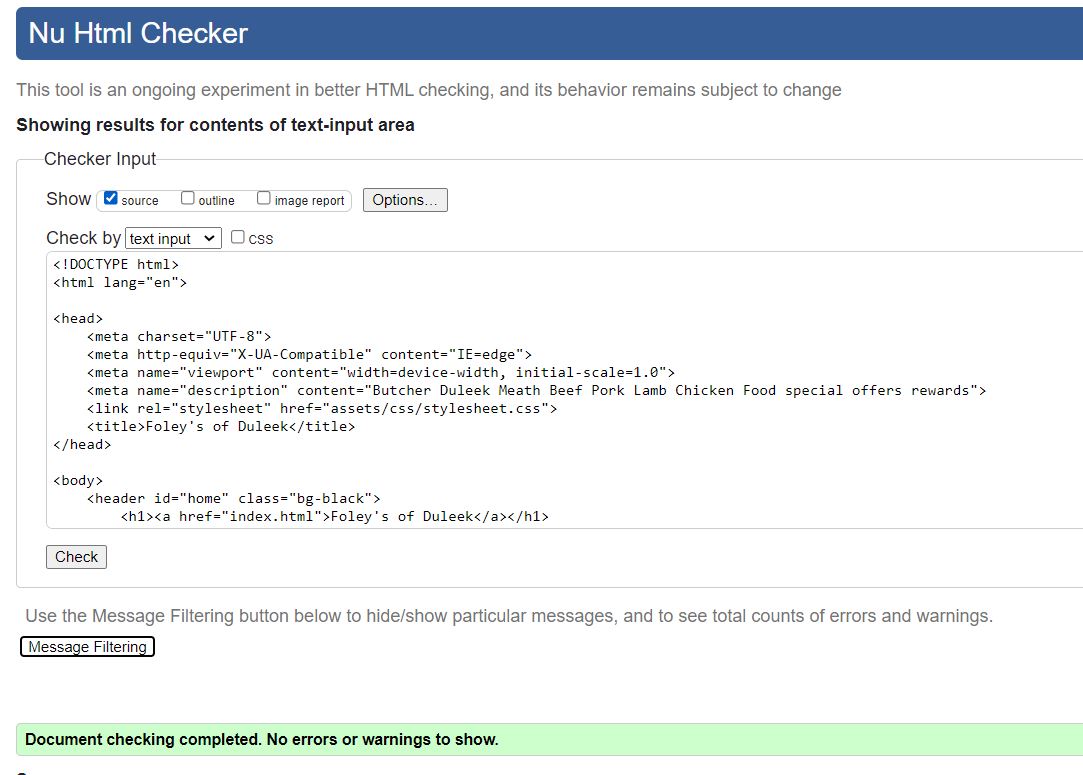 Nu Html Checker
This tool is an ongoing experiment in better HTML checking, and its behavior remains subject to change
Showing results for contents of text-input area
Checker Input
Show source outline image report Options...
Check by text input css
<!DOCTYPE html>
<html lang="en">
<head>
    <meta charset="UTF-8">
    <meta http-equiv="X-UA-Compatible" content="IE=edge">
    <meta name="viewport" content="width=device-width, initial-scale=1.0">
    <meta name="description" content="Butcher Duleek Meath Beef Pork Lamb Chicken Food special offers rewards">
    <link rel="stylesheet" href="assets/css/stylesheet.css">
    <title>Foley's of Duleek</title>
</head>
<body>
    <header id="home" class="bg-black">
        <h1><a href="index.html">Foley's of Duleek</a></h1>
Check
Use the Message Filtering button below to hide/show particular messages, and to see total counts of errors and warnings.
Message Filtering
Document checking completed. No errors or warnings to show.